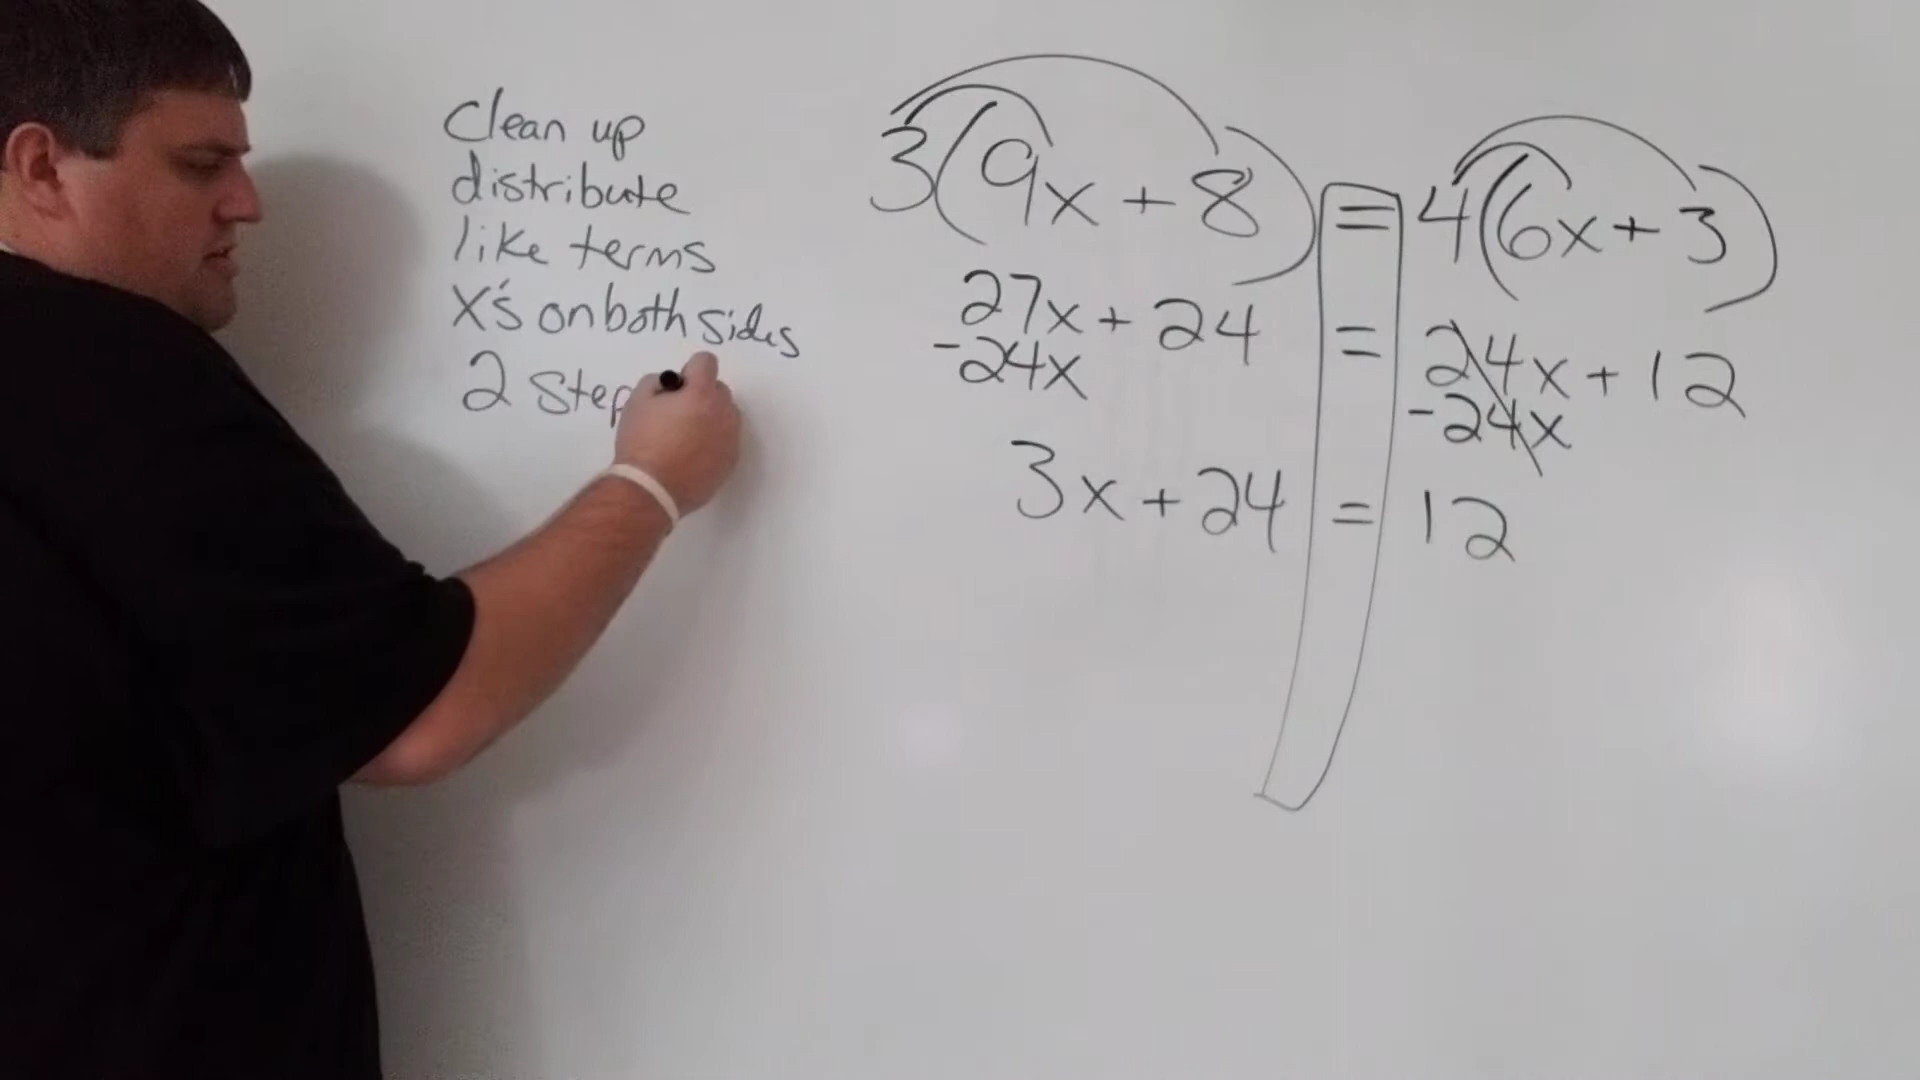 clean up
distribute
like terms
X's on both sides
2 step
3(9x + 8) = 4(6x + 3)
27x + 24 = 24x + 12
-24x -24x
3x + 24 = 12